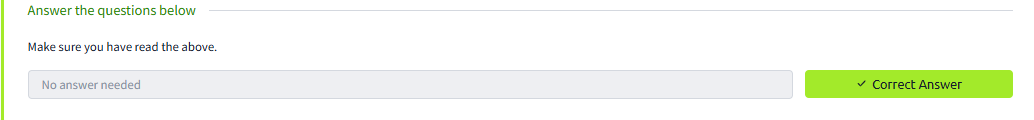 Answer the questions below
Make sure you have read the above.
No answer needed
Correct Answer